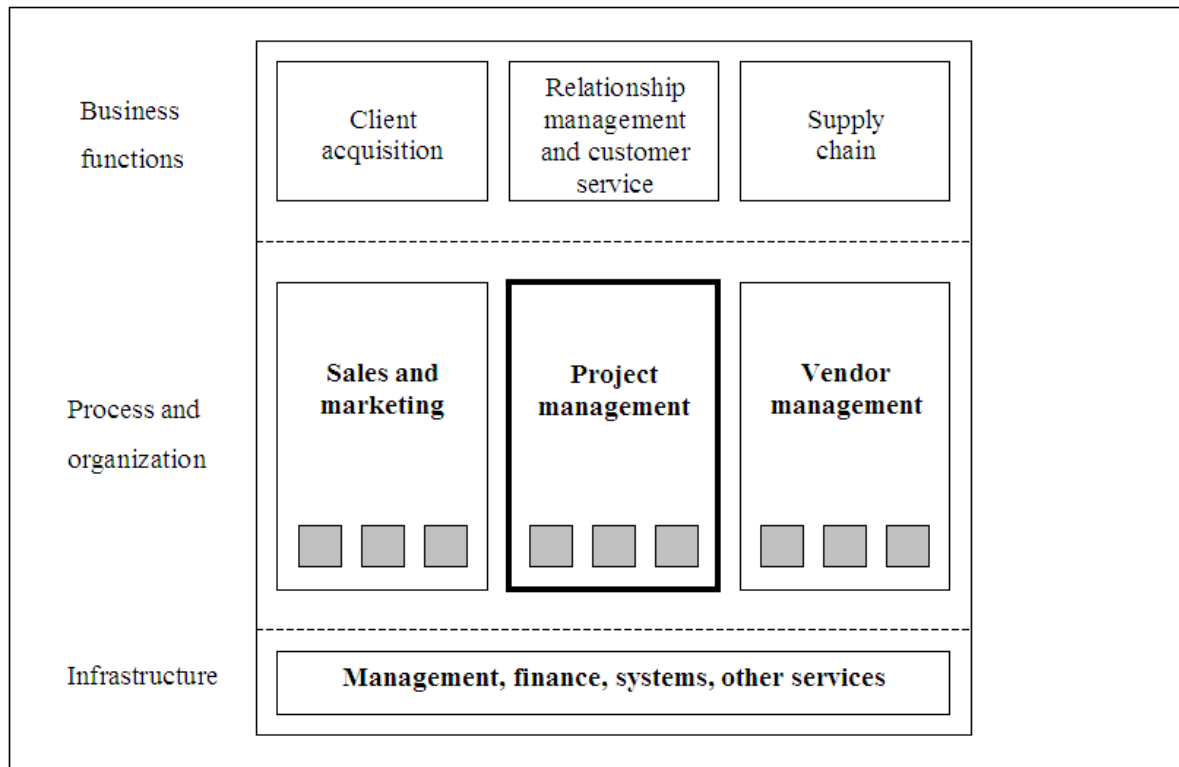 Business
functions
Client
acquisition
Relationship
management
and customer
service
Supply
chain
Process and
organization
Sales and
marketing
Project
management
Vendor
management
Infrastructure
Management, finance, systems, other services